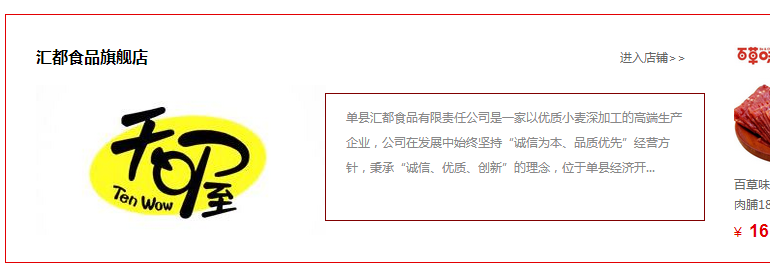 汇都食品旗舰店
进入店铺>>
天喔
Ten Wow
单县汇都食品有限责任公司是一家以优质小麦深加工的高端生产
企业，公司在发展中始终坚持“诚信为本、品质优先”经营方
针，秉承“诚信、优质、创新”的理念，位于单县经济开...
百草味
百草味
肉脯18
¥ 16